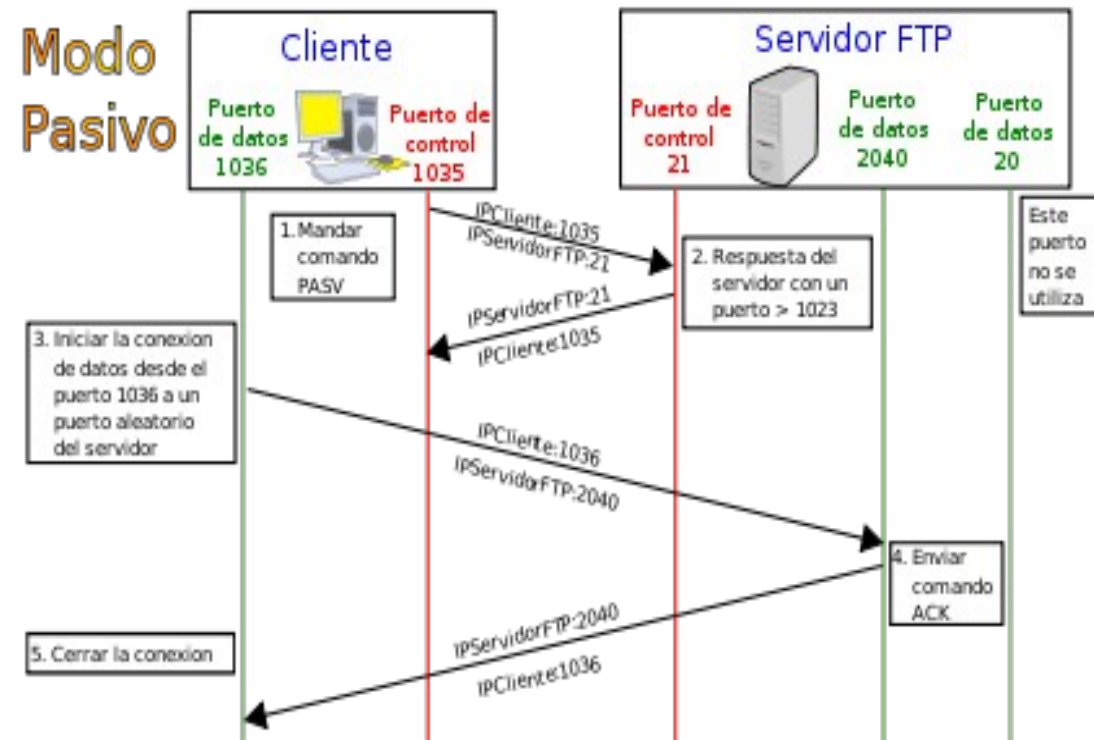 Modo
Pasivo
Cliente
Puerto
de datos
1036
Puerto de
control
1035
Servidor FTP
Puerto de
control
21
Puerto
de datos
2040
Puerto
de datos
20
1. Mandar
comando
PASV
IPCliente:1035
IPServidorFTP:21
2. Respuesta del
servidor con un
puerto > 1023
Este
puerto
no se
utiliza
IPServidorFTP:21
IPCliente:1035
3. Iniciar la conexion
de datos desde el
puerto 1036 a un
puerto aleatorio
del servidor
IPCliente:1036
IPServidorFTP:2040
4. Enviar
comando
ACK
IPServidorFTP:2040
IPCliente:1036
5. Cerrar la conexion